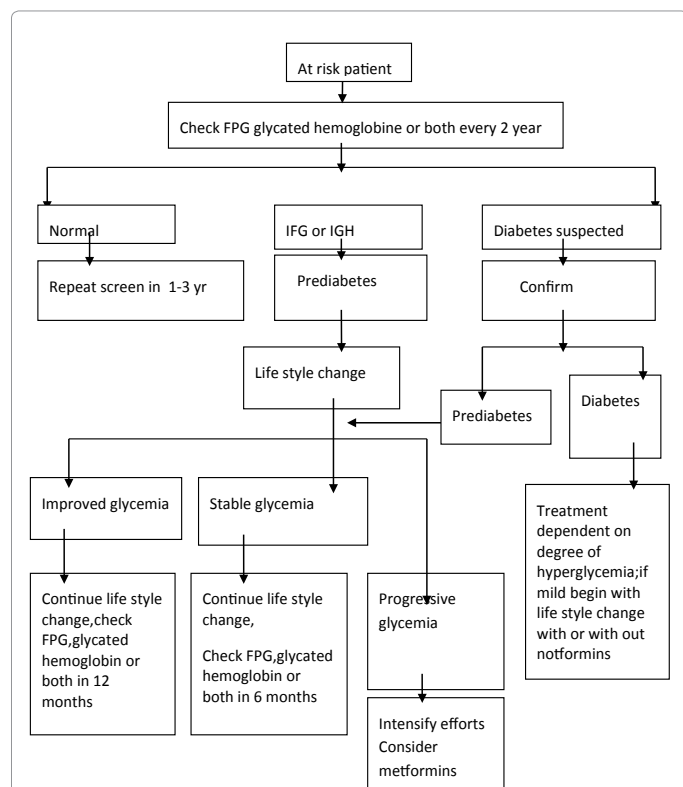 At risk patient
Check FPG glycated hemoglobine or both every 2 year
Normal
IFG or IGH
Diabetes suspected
Repeat screen in 1-3 yr
Prediabetes
Confirm
Life style change
Prediabetes
Diabetes
Improved glycemia
Stable glycemia
Treatment
dependent on
degree of
hyperglycemia;if
mild begin with
life style change
with or with out
notformins
Continue life style
change,check
FPG,glycated
hemoglobin or
both in 12
months
Continue life style
change,
Check FPG,glycated
hemoglobin or
both in 6 months
Progressive
glycemia
Intensify efforts
Consider
metformins